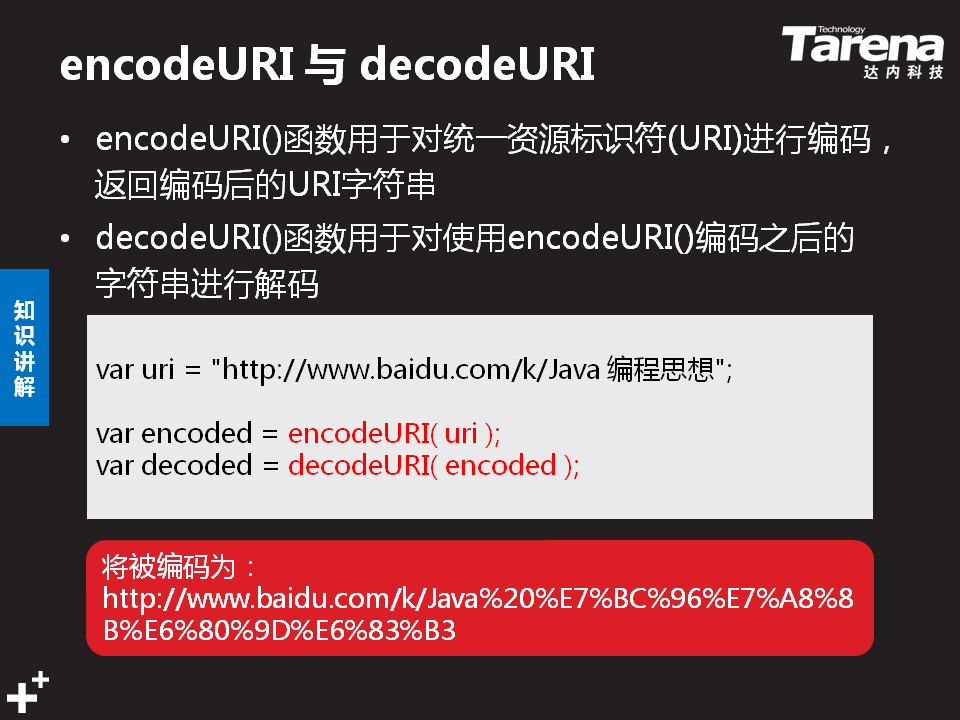 Technology
Tarena
达内科技
encodeURI 与 decodeURI
• encodeURI()函数用于对统一资源标识符(URI)进行编码，
返回编码后的URI字符串
• decodeURI()函数用于对使用encodeURI()编码之后的
字符串进行解码
知识讲解
var uri = "http://www.baidu.com/k/Java 编程思想";
var encoded = encodeURI( uri );
var decoded = decodeURI( encoded );
将被编码为：
http://www.baidu.com/k/Java%20%E7%BC%96%E7%A8%8
B%E6%80%9D%E6%83%B3